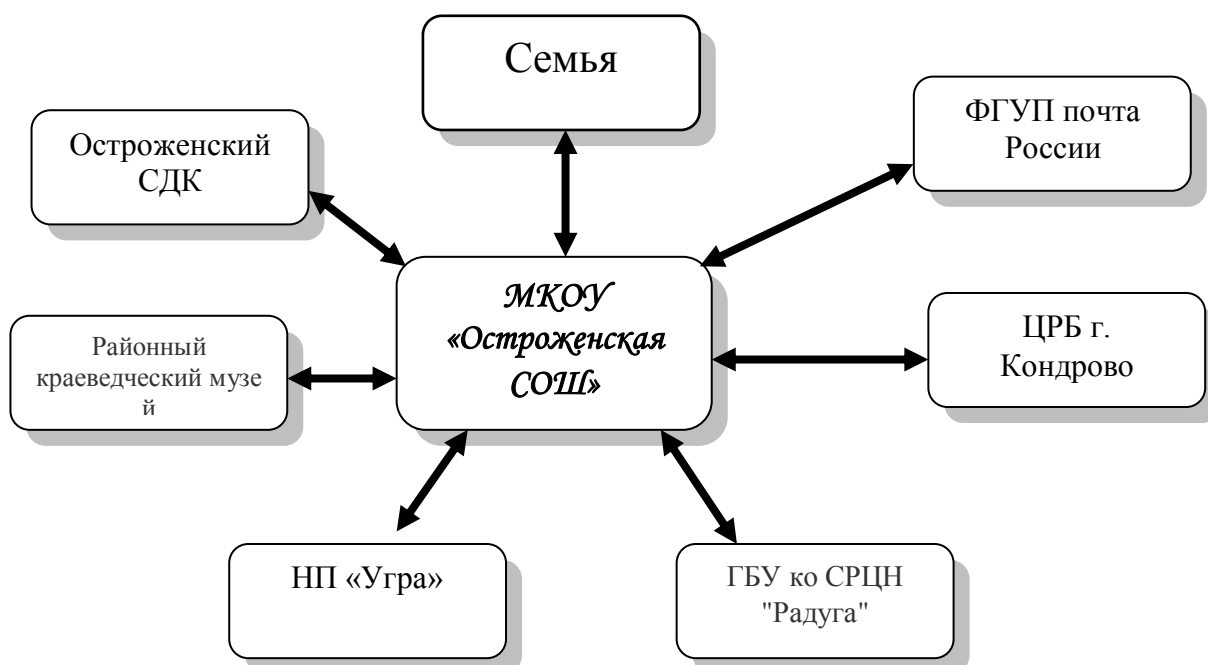 Семья
ФГУП почта
России
Остроженский
СДК
МКОУ
«Остроженская
СОШ»
ЦРБ г.
Кондрово
Районный
краеведческий музе
й
НП «Угра»
ГБУ ко СРЦН
"Радуга"